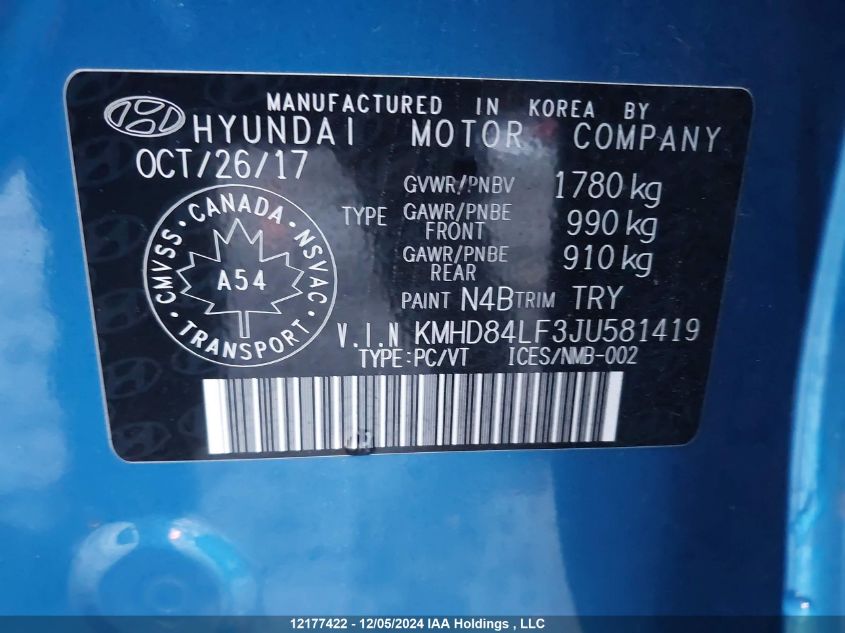 MANUFACTURED IN KOREA BY
HYUNDAI MOTOR COMPANY
OCT/26/17
GVWR/PNBV 1780 kg
TYPE GAWR/PNBE FRONT 990 kg
GAWR/PNBE REAR 910 kg
PAINT N4B TRIM TRY
V.I.N KMHD84LF3JU581419
TYPE:PC/VT ICES/NMB-002
CMVSS · CANADA · NSVAC · TRANSPORT ·
A54
12177422 - 12/05/2024 IAA Holdings , LLC